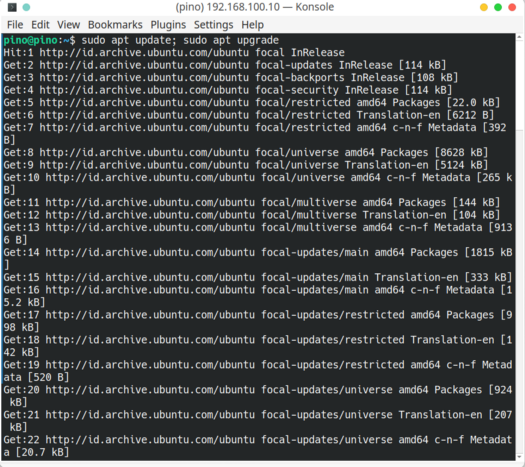 (pino) 192.168.100.10 — Konsole
File Edit View Bookmarks Plugins Settings Help
pino@pino:~$ sudo apt update; sudo apt upgrade
Hit:1 http://id.archive.ubuntu.com/ubuntu focal InRelease
Get:2 http://id.archive.ubuntu.com/ubuntu focal-updates InRelease [114 kB]
Get:3 http://id.archive.ubuntu.com/ubuntu focal-backports InRelease [108 kB]
Get:4 http://id.archive.ubuntu.com/ubuntu focal-security InRelease [114 kB]
Get:5 http://id.archive.ubuntu.com/ubuntu focal/restricted amd64 Packages [22.0 kB]
Get:6 http://id.archive.ubuntu.com/ubuntu focal/restricted Translation-en [6212 B]
Get:7 http://id.archive.ubuntu.com/ubuntu focal/restricted amd64 c-n-f Metadata [392
B]
Get:8 http://id.archive.ubuntu.com/ubuntu focal/universe amd64 Packages [8628 kB]
Get:9 http://id.archive.ubuntu.com/ubuntu focal/universe Translation-en [5124 kB]
Get:10 http://id.archive.ubuntu.com/ubuntu focal/universe amd64 c-n-f Metadata [265 k
B]
Get:11 http://id.archive.ubuntu.com/ubuntu focal/multiverse amd64 Packages [144 kB]
Get:12 http://id.archive.ubuntu.com/ubuntu focal/multiverse Translation-en [104 kB]
Get:13 http://id.archive.ubuntu.com/ubuntu focal/multiverse amd64 c-n-f Metadata [913
6 B]
Get:14 http://id.archive.ubuntu.com/ubuntu focal-updates/main amd64 Packages [1815 kB
]
Get:15 http://id.archive.ubuntu.com/ubuntu focal-updates/main Translation-en [333 kB]
Get:16 http://id.archive.ubuntu.com/ubuntu focal-updates/main amd64 c-n-f Metadata [1
5.2 kB]
Get:17 http://id.archive.ubuntu.com/ubuntu focal-updates/restricted amd64 Packages [9
98 kB]
Get:18 http://id.archive.ubuntu.com/ubuntu focal-updates/restricted Translation-en [1
42 kB]
Get:19 http://id.archive.ubuntu.com/ubuntu focal-updates/restricted amd64 c-n-f Metad
ata [520 B]
Get:20 http://id.archive.ubuntu.com/ubuntu focal-updates/universe amd64 Packages [924
kB]
Get:21 http://id.archive.ubuntu.com/ubuntu focal-updates/universe Translation-en [207
kB]
Get:22 http://id.archive.ubuntu.com/ubuntu focal-updates/universe amd64 c-n-f Metadat
a [20.7 kB]